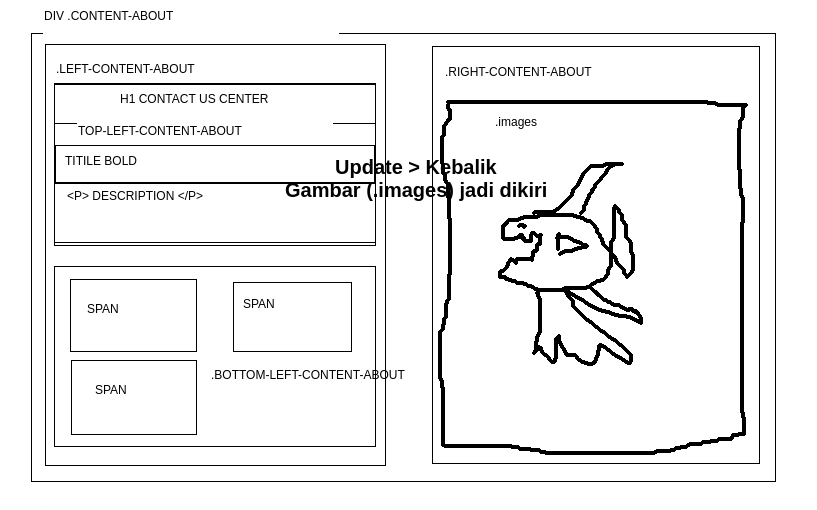 DIV .CONTENT-ABOUT
.LEFT-CONTENT-ABOUT
H1 CONTACT US CENTER
TOP-LEFT-CONTENT-ABOUT
TITILE BOLD
<P> DESCRIPTION </P>
.RIGHT-CONTENT-ABOUT
.images
Update > Kebalik
Gambar (.images) jadi dikiri
SPAN
SPAN
SPAN
.BOTTOM-LEFT-CONTENT-ABOUT